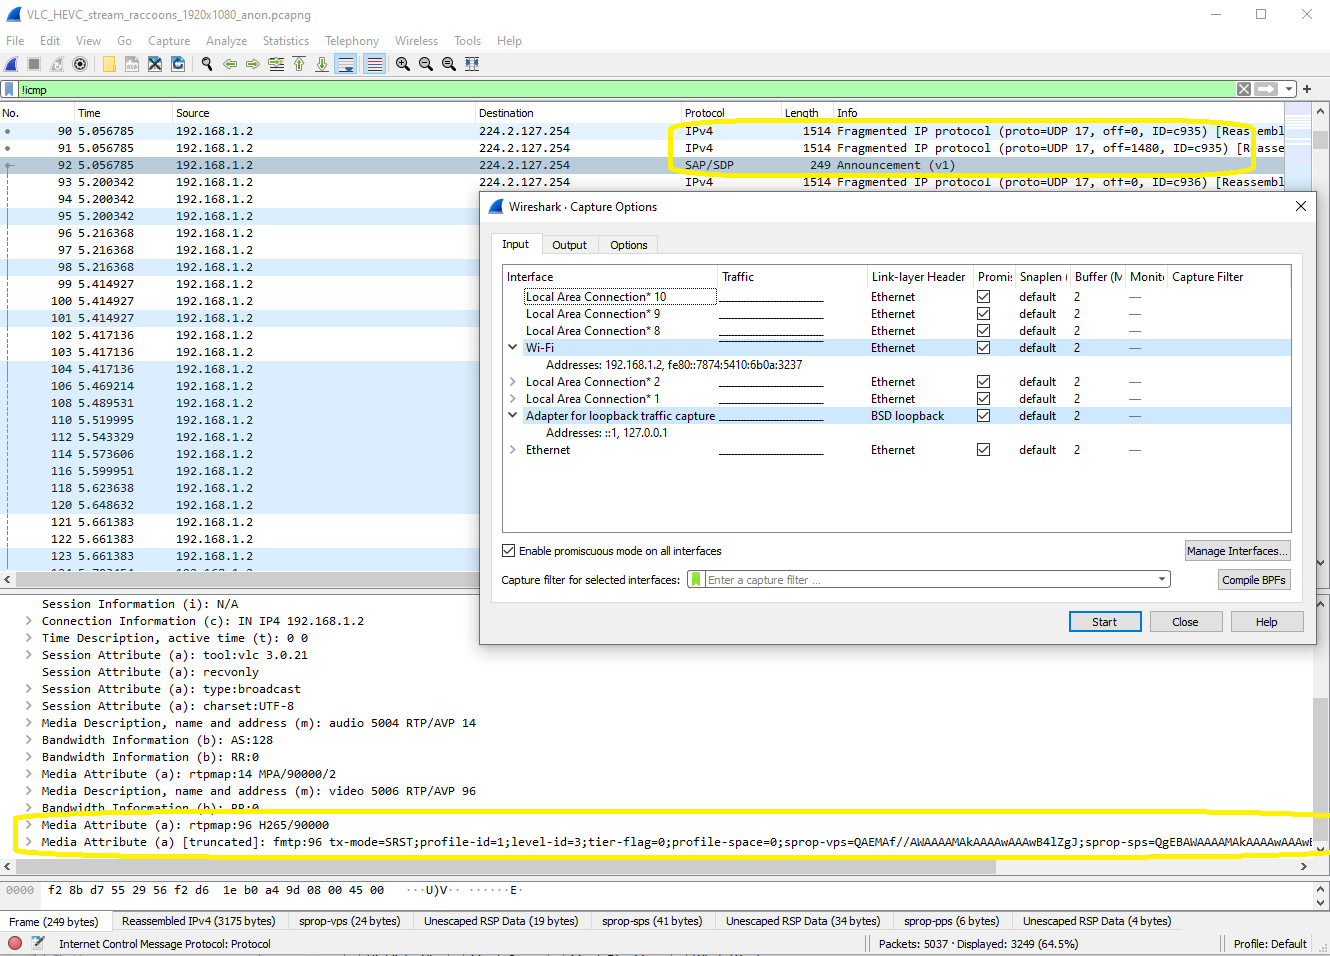 VLC_HEVC_stream_raccoons_1920x1080_anon.pcapng
File Edit View Go Capture Analyze Statistics Telephony Wireless Tools Help
!icmp
No. Time Source Destination Protocol Length Info
90 5.056785 192.168.1.2 224.2.127.254 IPv4 1514 Fragmented IP protocol (proto=UDP 17, off=0, ID=c935) [Reassembl
91 5.056785 192.168.1.2 224.2.127.254 IPv4 1514 Fragmented IP protocol (proto=UDP 17, off=1480, ID=c935) [Reasse
92 5.056785 192.168.1.2 224.2.127.254 SAP/SDP 249 Announcement (v1)
93 5.200342 192.168.1.2 224.2.127.254 IPv4 1514 Fragmented IP protocol (proto=UDP 17, off=0, ID=c936) [Reassembl
94 5.200342 192.168.1.2
95 5.200342 192.168.1.2
96 5.216368 192.168.1.2
97 5.216368 192.168.1.2
98 5.216368 192.168.1.2
99 5.414927 192.168.1.2
100 5.414927 192.168.1.2
101 5.414927 192.168.1.2
102 5.417136 192.168.1.2
103 5.417136 192.168.1.2
104 5.417136 192.168.1.2
106 5.469214 192.168.1.2
108 5.489531 192.168.1.2
110 5.519995 192.168.1.2
112 5.543329 192.168.1.2
114 5.573606 192.168.1.2
116 5.599951 192.168.1.2
118 5.623638 192.168.1.2
120 5.648632 192.168.1.2
121 5.661383 192.168.1.2
122 5.661383 192.168.1.2
123 5.661383 192.168.1.2
Wireshark · Capture Options
Input Output Options
Interface Traffic Link-layer Header Promis Snaplen ( Buffer (M Monito Capture Filter
Local Area Connection* 10 Ethernet default 2 —
Local Area Connection* 9 Ethernet default 2 —
Local Area Connection* 8 Ethernet default 2 —
Wi-Fi Ethernet default 2 —
Addresses: 192.168.1.2, fe80::7874:5410:6b0a:3237
Local Area Connection* 2 Ethernet default 2 —
Local Area Connection* 1 Ethernet default 2 —
Adapter for loopback traffic capture BSD loopback default 2 —
Addresses: ::1, 127.0.0.1
Ethernet Ethernet default 2 —
Enable promiscuous mode on all interfaces Manage Interfaces...
Capture filter for selected interfaces: Enter a capture filter ... Compile BPFs
Start Close Help
Session Information (i): N/A
Connection Information (c): IN IP4 192.168.1.2
Time Description, active time (t): 0 0
Session Attribute (a): tool:vlc 3.0.21
Session Attribute (a): recvonly
Session Attribute (a): type:broadcast
Session Attribute (a): charset:UTF-8
Media Description, name and address (m): audio 5004 RTP/AVP 14
Bandwidth Information (b): AS:128
Bandwidth Information (b): RR:0
Media Attribute (a): rtpmap:14 MPA/90000/2
Media Description, name and address (m): video 5006 RTP/AVP 96
Bandwidth Information (b): RR:0
Media Attribute (a): rtpmap:96 H265/90000
Media Attribute (a) [truncated]: fmtp:96 tx-mode=SRST;profile-id=1;level-id=3;tier-flag=0;profile-space=0;sprop-vps=QAEMAf//AWAAAAMAkAAAAwAAAwB4lZgJ;sprop-sps=QgEBAWAAAAMAkAAAAwAAAwB
0000 f2 8b d7 55 29 56 f2 d6 1e b0 a4 9d 08 00 45 00 ···U)V·· ······E·
Frame (249 bytes) Reassembled IPv4 (3175 bytes) sprop-vps (24 bytes) Unescaped RSP Data (19 bytes) sprop-sps (41 bytes) Unescaped RSP Data (34 bytes) sprop-pps (6 bytes) Unescaped RSP Data (4 bytes)
Internet Control Message Protocol: Protocol Packets: 5037 · Displayed: 3249 (64.5%) Profile: Default